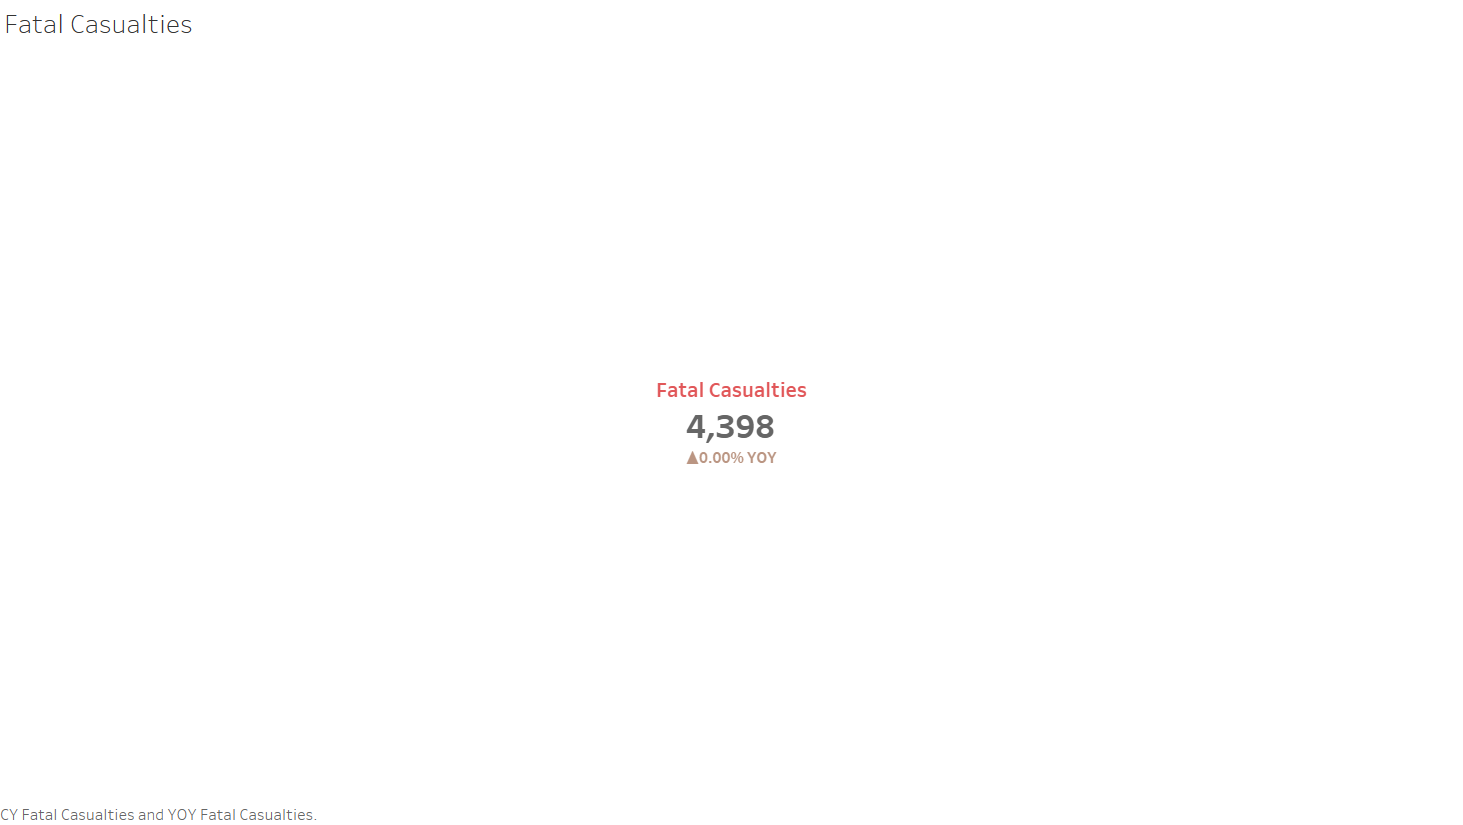 Fatal Casualties
Fatal Casualties
4,398
▲0.00% YOY
CY Fatal Casualties and YOY Fatal Casualties.